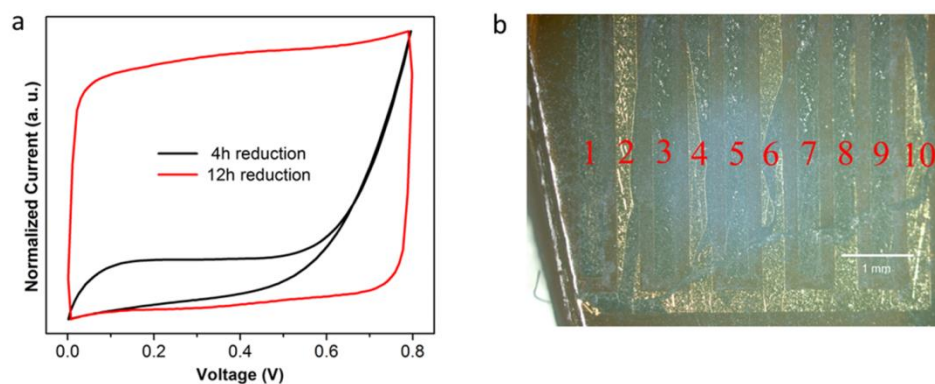 a
Normalized Current (a. u.)
4h reduction
12h reduction
0.0 0.2 0.4 0.6 0.8
Voltage (V)
b
1 2 3 4 5 6 7 8 9 10
1 mm